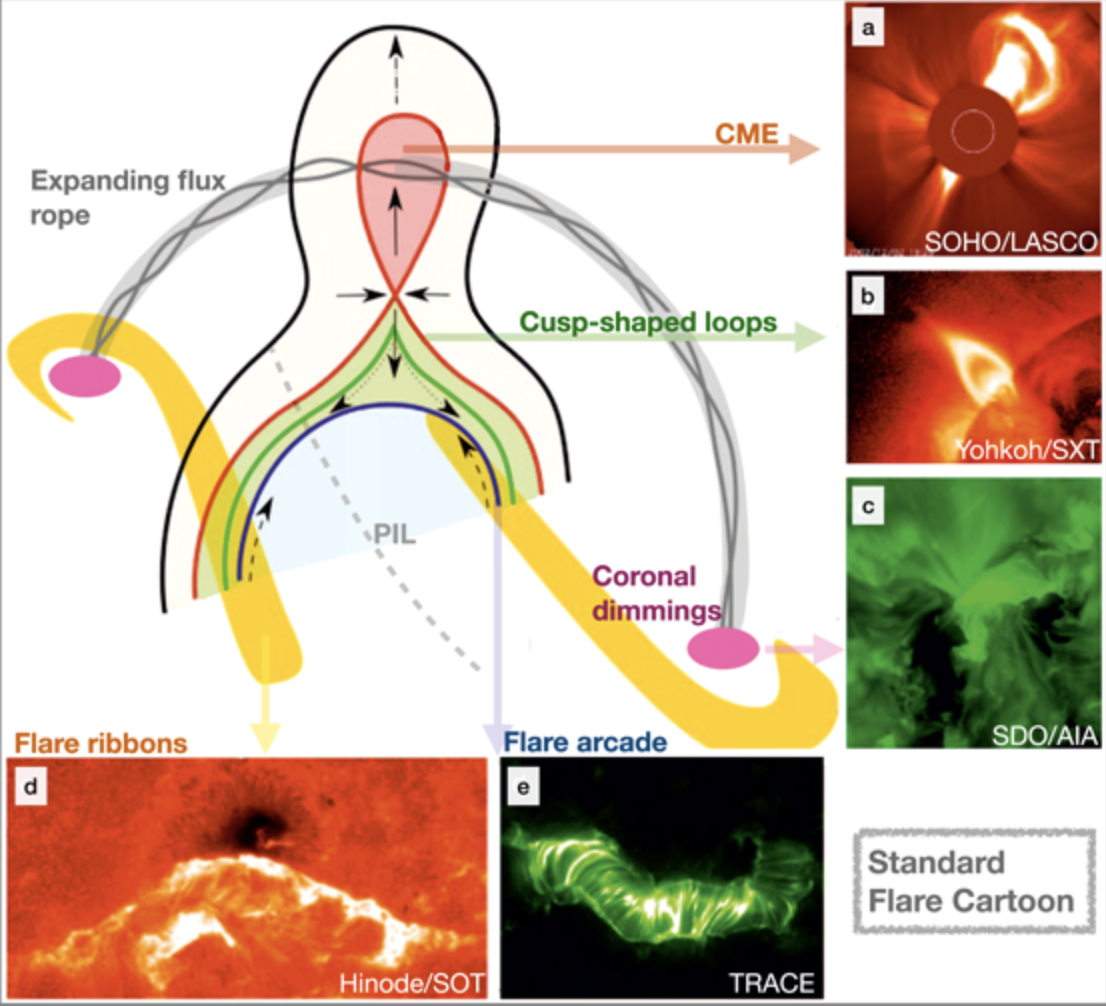 a
CME
SOHO/LASCO
Expanding flux
rope
b
Cusp-shaped loops
Yohkoh/SXT
c
PIL
Coronal
dimmings
SDO/AIA
Flare ribbons
Flare arcade
d
e
Standard
Flare Cartoon
Hinode/SOT
TRACE